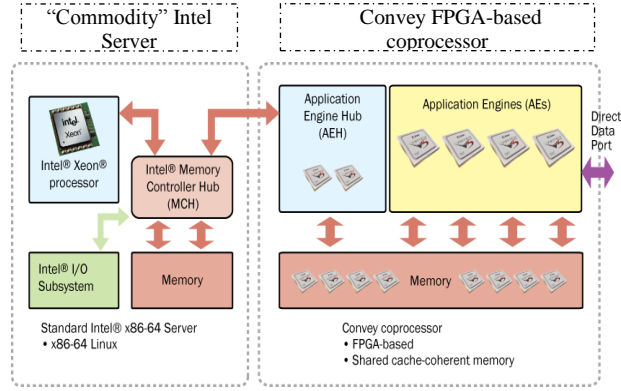 “Commodity” Intel
Server
Convey FPGA-based
coprocessor
intel
Xeon
Intel® Xeon®
processor
Intel® Memory
Controller Hub
(MCH)
Intel® I/O
Subsystem
Memory
Standard Intel® x86-64 Server
• x86-64 Linux
Application
Engine Hub
(AEH)
Application Engines (AEs)
Direct
Data
Port
Memory
Convey coprocessor
• FPGA-based
• Shared cache-coherent memory